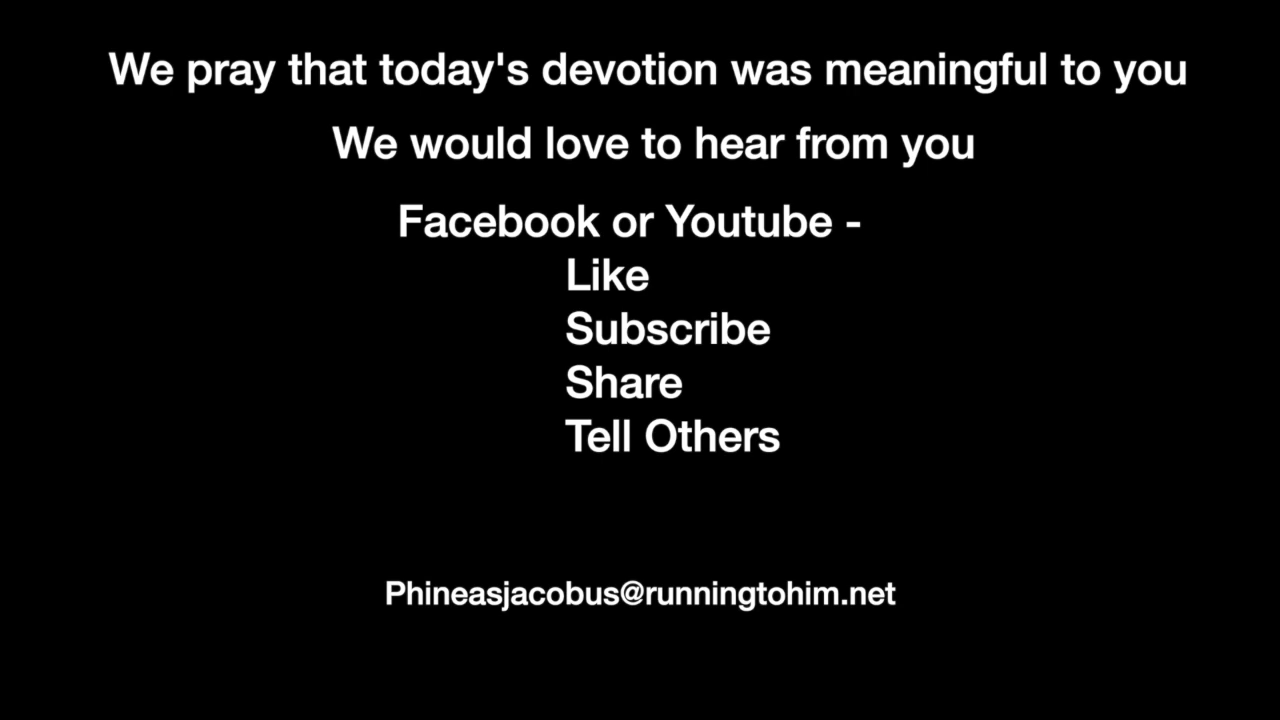 We pray that today's devotion was meaningful to you
We would love to hear from you
Facebook or Youtube -
Like
Subscribe
Share
Tell Others
Phineasjacobus@runningtohim.net